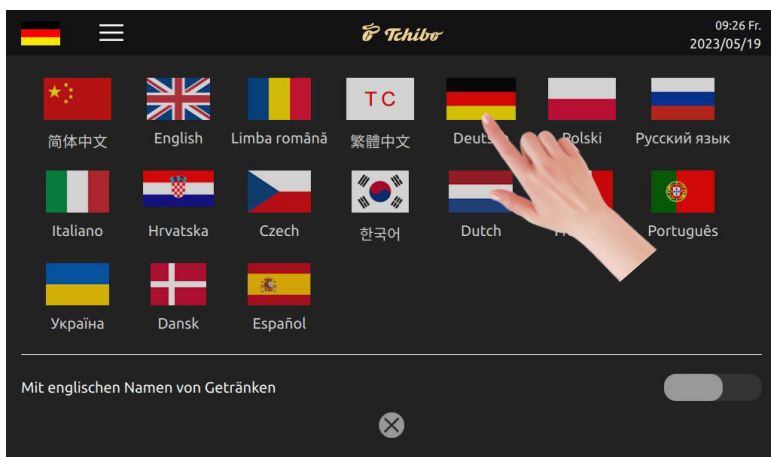 Tchibo
09:26 Fr.
2023/05/19
TC
简体中文 English Limba română 繁體中文 Polski Русский язык
Italiano Hrvatska Czech 한국어 Dutch Português
Україна Dansk Español
Mit englischen Namen von Getränken